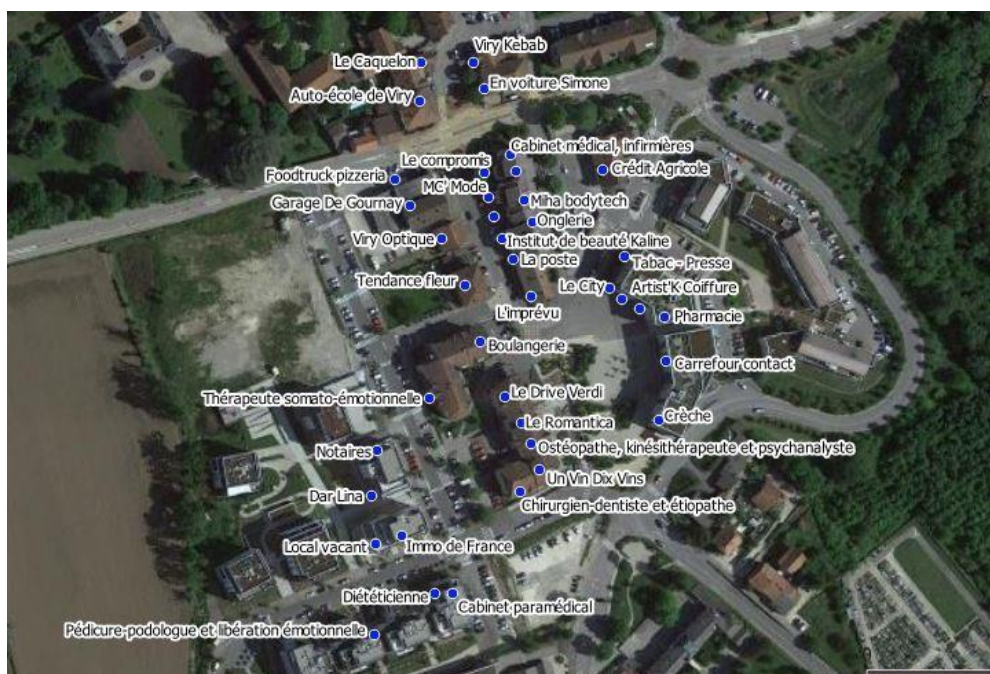 Le Caquelon
Viry Kebab
En voiture Simone
Auto-école de Viry
Cabinet médical, infirmières
Le compromis
Crédit Agricole
Foodtruck pizzeria
MC' Mode
Miha bodytech
Garage De Gournay
Onglerie
Viry Optique
Institut de beauté Kaline
La poste
Tabac - Presse
Tendance fleur
Le City
Artist'K Coiffure
L'imprévu
Pharmacie
Boulangerie
Carrefour contact
Thérapeute somato-émotionnelle
Le Drive Verdi
Crèche
Le Romantica
Notaires
Ostéopathe, kinésithérapeute et psychanalyste
Un Vin Dix Vins
Dar Lîna
Chirurgien-dentiste et étiopathe
Local vacant
Immo de France
Diététicienne
Cabinet paramédical
Pédicure-podologue et libération émotionnelle